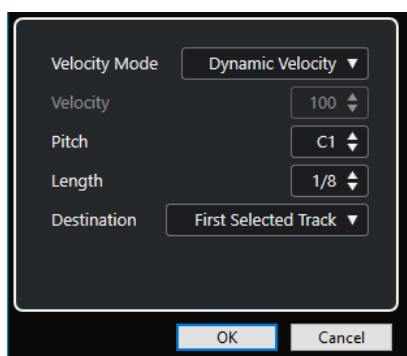 Velocity Mode Dynamic Velocity
Velocity 100
Pitch C1
Length 1/8
Destination First Selected Track
OK Cancel